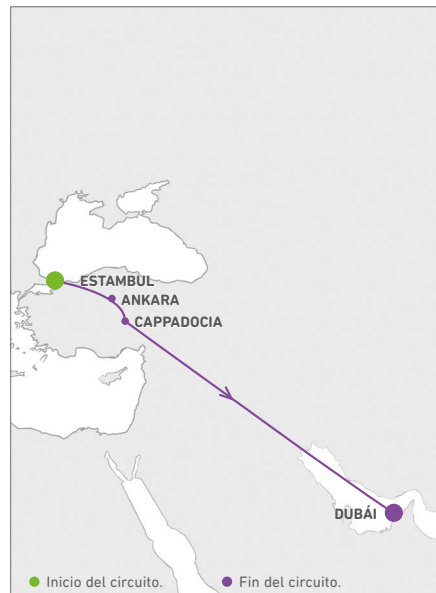 ESTAMBUL
ANKARA
CAPPADOCIA
DUBÁI
Inicio del circuito.
Fin del circuito.